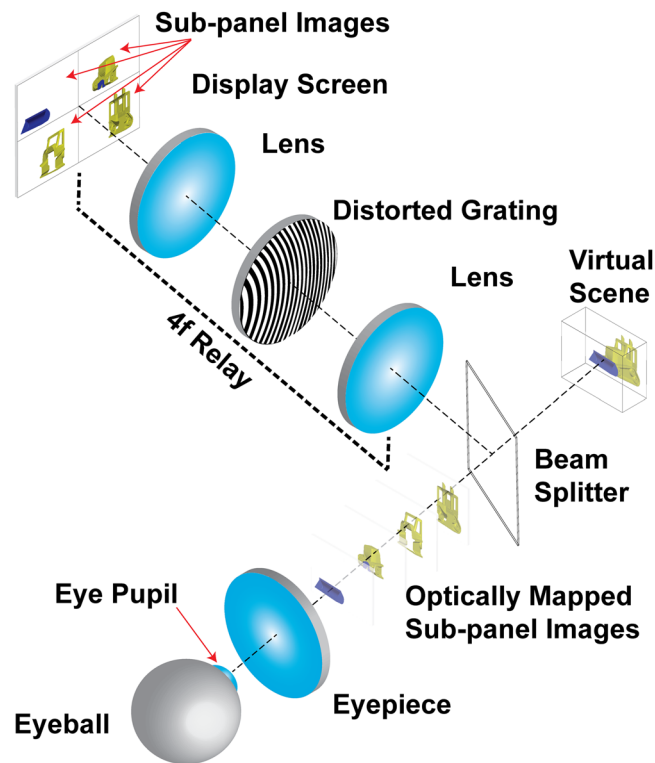 Sub-panel Images
Display Screen
Lens
Distorted Grating
Lens
Virtual
Scene
4f Relay
Beam
Splitter
Optically Mapped
Sub-panel Images
Eye Pupil
Eyepiece
Eyeball